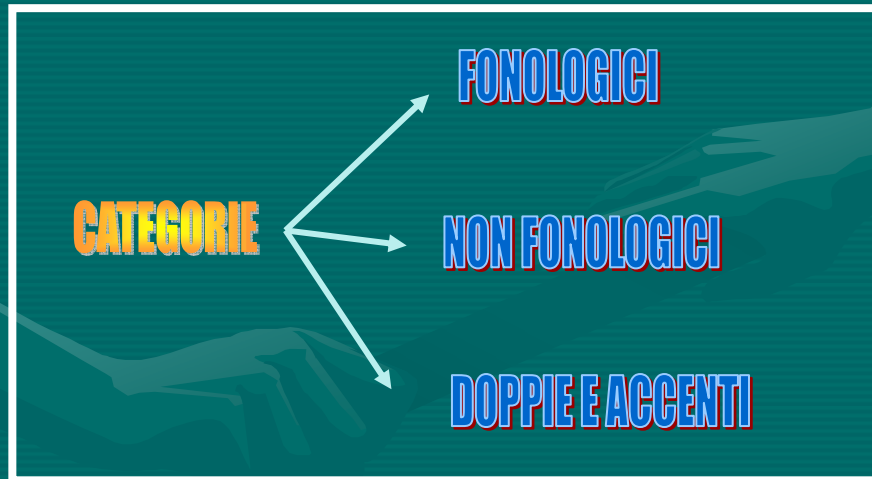 FONOLOGICI
CATEGORIE
NON FONOLOGICI
DOPPIE E ACCENTI